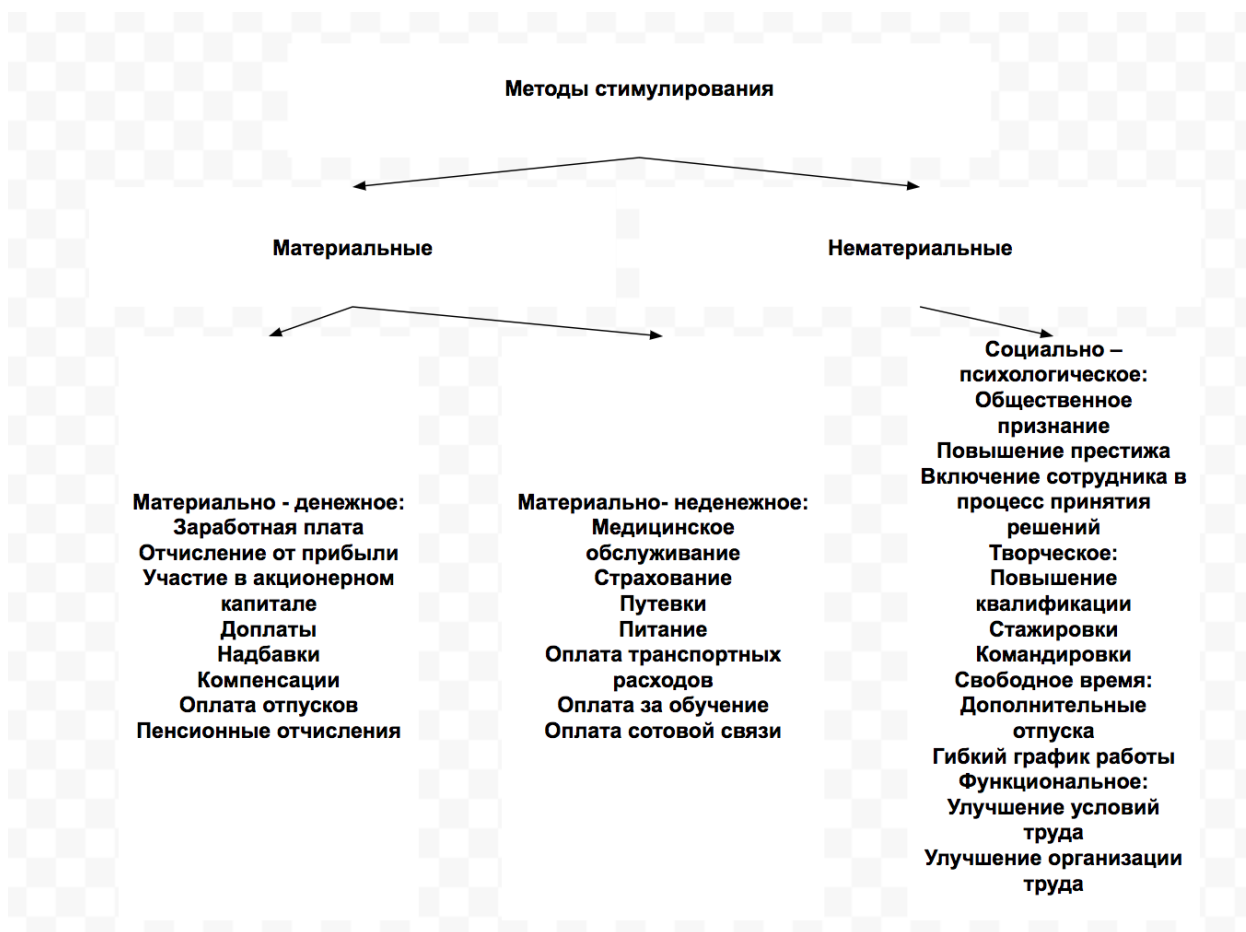 Методы стимулирования
Материальные
Нематериальные
Материально - денежное:
Заработная плата
Отчисление от прибыли
Участие в акционерном
капитале
Доплаты
Надбавки
Компенсации
Оплата отпусков
Пенсионные отчисления
Материально- неденежное:
Медицинское
обслуживание
Страхование
Путевки
Питание
Оплата транспортных
расходов
Оплата за обучение
Оплата сотовой связи
Социально –
психологическое:
Общественное
признание
Повышение престижа
Включение сотрудника в
процесс принятия
решений
Творческое:
Повышение
квалификации
Стажировки
Командировки
Свободное время:
Дополнительные
отпуска
Гибкий график работы
Функциональное:
Улучшение условий
труда
Улучшение организации
труда